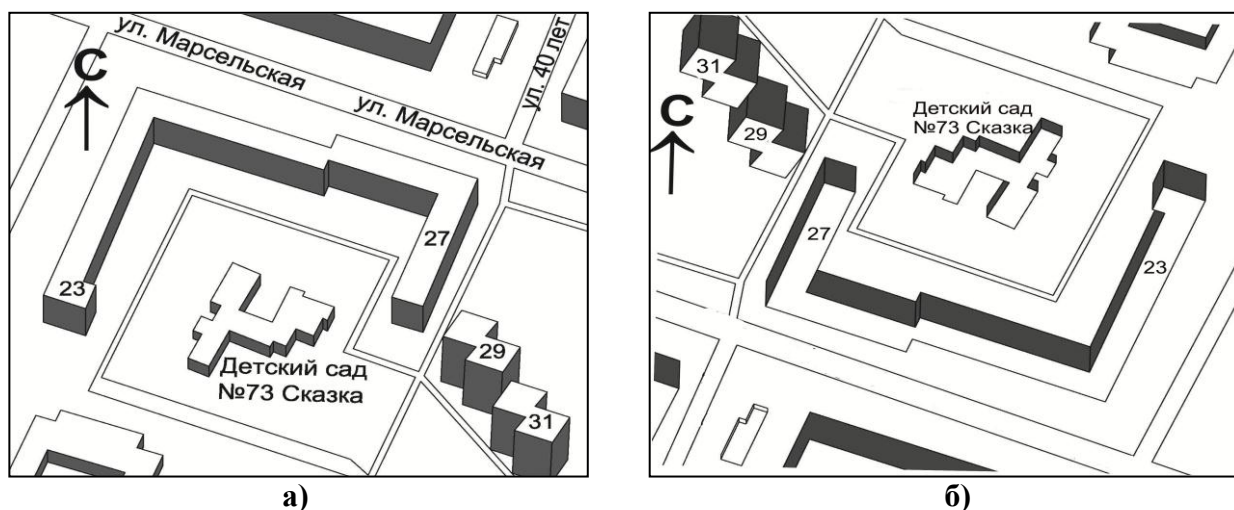 ул. Марсельская
ул. Марсельская
ул. 40 лет
С
23
27
29
31
Детский сад
№73 Сказка
а)
31
С
29
Детский сад
№73 Сказка
27
23
б)